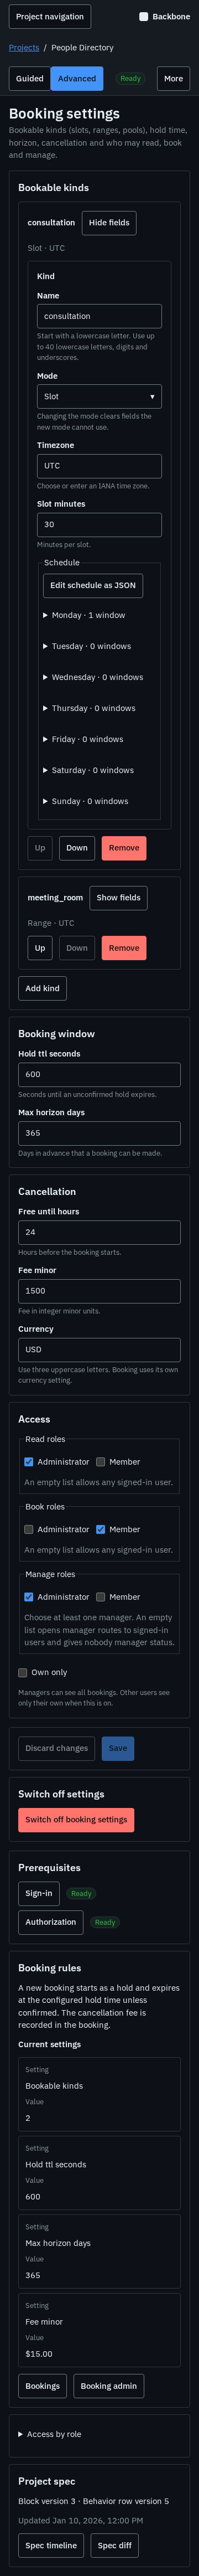 Project navigation
Backbone
Projects / People Directory
Guided
Advanced
Ready
More
Booking settings
Bookable kinds (slots, ranges, pools), hold time,
horizon, cancellation and who may read, book
and manage.
Bookable kinds
consultation
Hide fields
Slot · UTC
Kind
Name
consultation
Start with a lowercase letter. Use up
to 40 lowercase letters, digits and
underscores.
Mode
Slot
Changing the mode clears fields the
new mode cannot use.
Timezone
UTC
Choose or enter an IANA time zone.
Slot minutes
30
Minutes per slot.
Schedule
Edit schedule as JSON
Monday · 1 window
Tuesday · 0 windows
Wednesday · 0 windows
Thursday · 0 windows
Friday · 0 windows
Saturday · 0 windows
Sunday · 0 windows
Up
Down
Remove
meeting_room
Show fields
Range · UTC
Up
Down
Remove
Add kind
Booking window
Hold ttl seconds
600
Seconds until an unconfirmed hold expires.
Max horizon days
365
Days in advance that a booking can be made.
Cancellation
Free until hours
24
Hours before the booking starts.
Fee minor
1500
Fee in integer minor units.
Currency
USD
Use three uppercase letters. Booking uses its own
currency setting.
Access
Read roles
Administrator
Member
An empty list allows any signed-in user.
Book roles
Administrator
Member
An empty list allows any signed-in user.
Manage roles
Administrator
Member
Choose at least one manager. An empty
list opens manager routes to signed-in
users and gives nobody manager status.
Own only
Managers can see all bookings. Other users see
only their own when this is on.
Discard changes
Save
Switch off settings
Switch off booking settings
Prerequisites
Sign-in
Ready
Authorization
Ready
Booking rules
A new booking starts as a hold and expires
at the configured hold time unless
confirmed. The cancellation fee is
recorded in the booking.
Current settings
Setting
Bookable kinds
Value
2
Setting
Hold ttl seconds
Value
600
Setting
Max horizon days
Value
365
Setting
Fee minor
Value
$15.00
Bookings
Booking admin
Access by role
Project spec
Block version 3 · Behavior row version 5
Updated Jan 10, 2026, 12:00 PM
Spec timeline
Spec diff